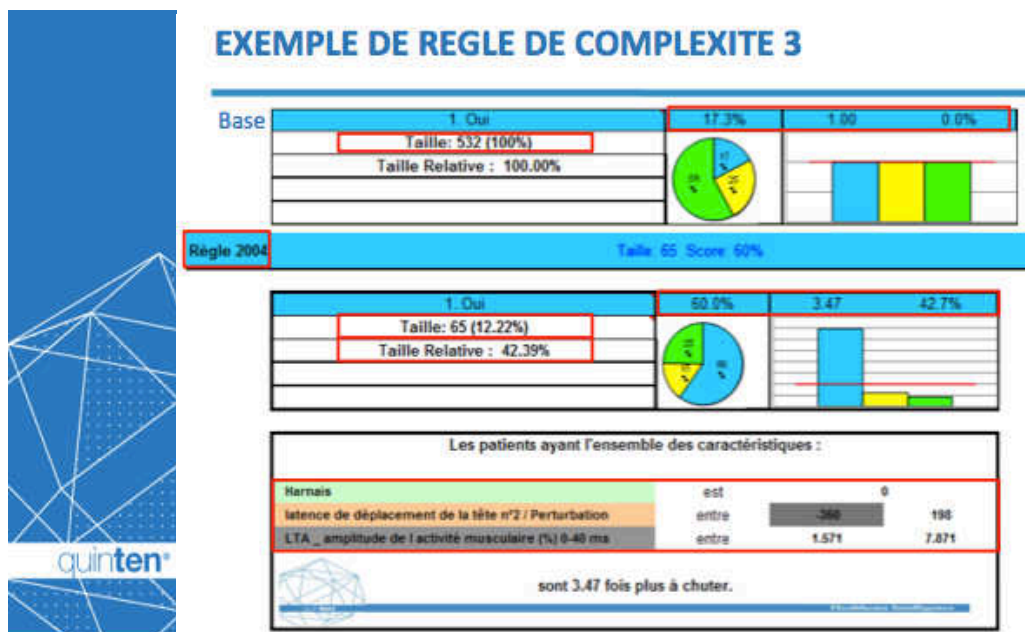 EXEMPLE DE REGLE DE COMPLEXITE 3
Base
1. Oui 17.3% 1.00 0.0%
Taille: 532 (100%)
Taille Relative : 100.00%
Règle 2004 Taille: 65 Score: 60%
1. Oui 60.0% 3.47 42.7%
Taille: 65 (12.22%)
Taille Relative : 42.39%
Les patients ayant l'ensemble des caractéristiques :
Harnais est 0
latence de déplacement de la tête n°2 / Perturbation entre -360 198
LTA _ amplitude de l activité musculaire (%) 0-40 ms entre 1.571 7.871
sont 3.47 fois plus à chuter.
quinten®